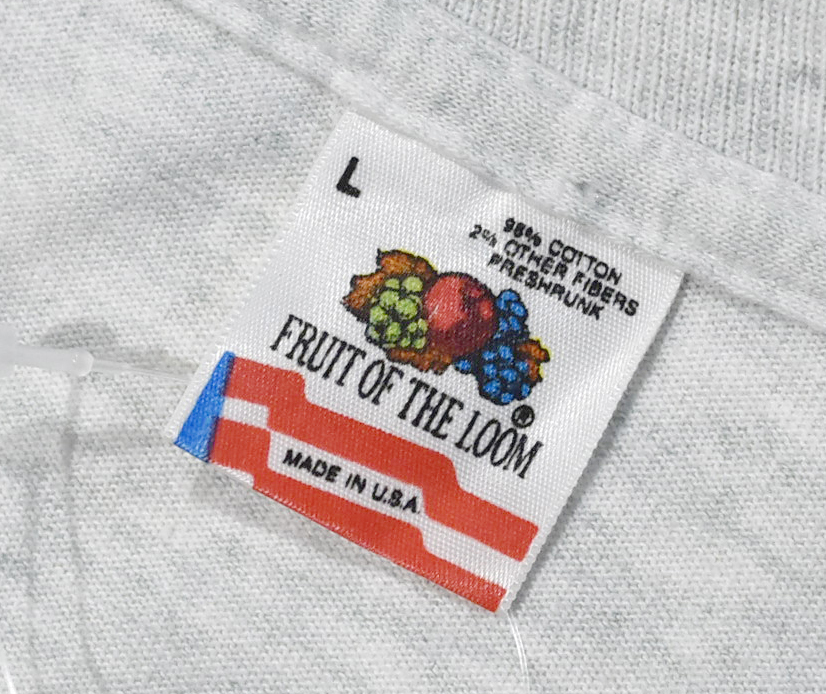 L
98% COTTON
2% OTHER FIBERS
PRESHRUNK
FRUIT OF THE LOOM®
MADE IN U.S.A.